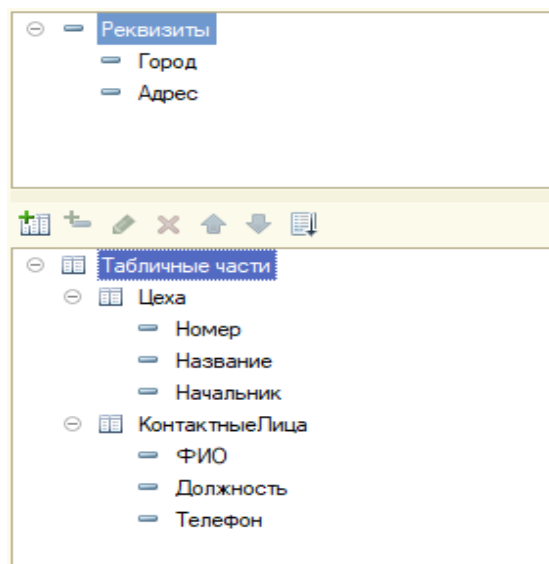 Реквизиты
Город
Адрес
Табличные части
Цеха
Номер
Название
Начальник
КонтактныеЛица
ФИО
Должность
Телефон